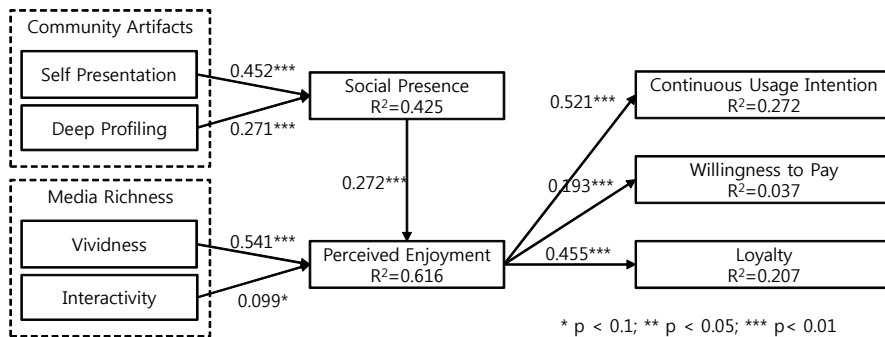 Community Artifacts
Self Presentation
Deep Profiling
0.452***
0.271***
Social Presence
R²=0.425
0.272***
Media Richness
Vividness
Interactivity
0.541***
0.099*
Perceived Enjoyment
R²=0.616
0.521***
0.193***
0.455***
Continuous Usage Intention
R²=0.272
Willingness to Pay
R²=0.037
Loyalty
R²=0.207
* p < 0.1; ** p < 0.05; *** p< 0.01